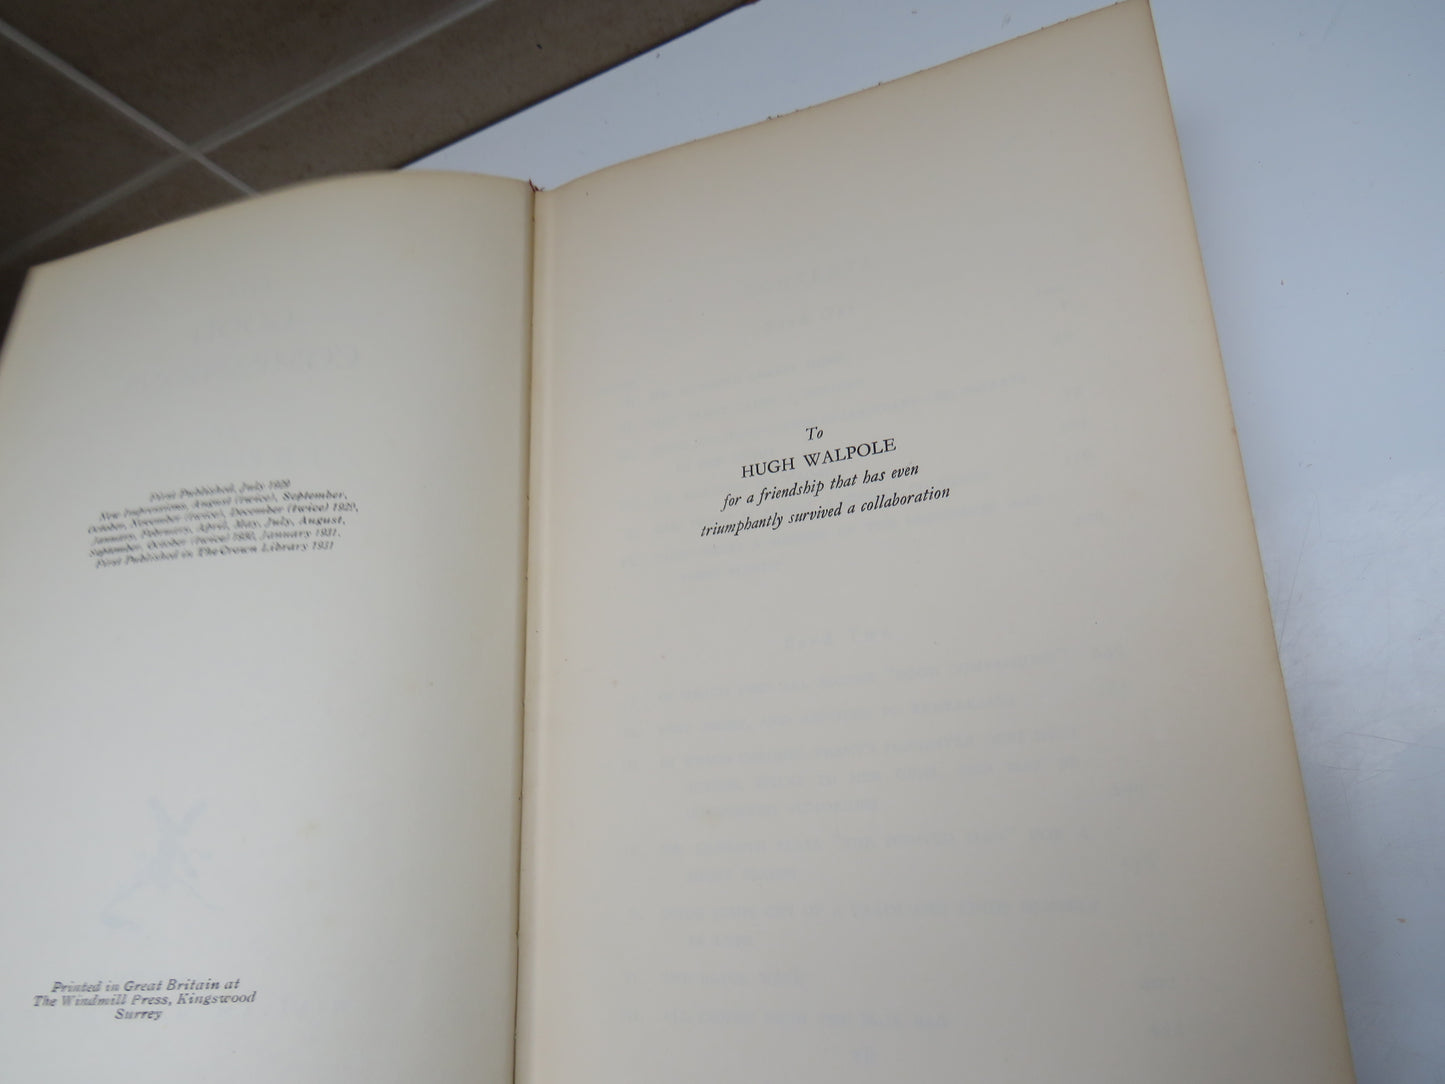 First Published, July 1929
New Impressions, August (twice), September,
October, November (twice), December (twice) 1929,
January, February, April, May, July, August,
September, October (twice) 1930, January 1931.
First Published in The Crown Library 1931
Printed in Great Britain at
The Windmill Press, Kingswood
Surrey
To
HUGH WALPOLE
for a friendship that has even
triumphantly survived a collaboration